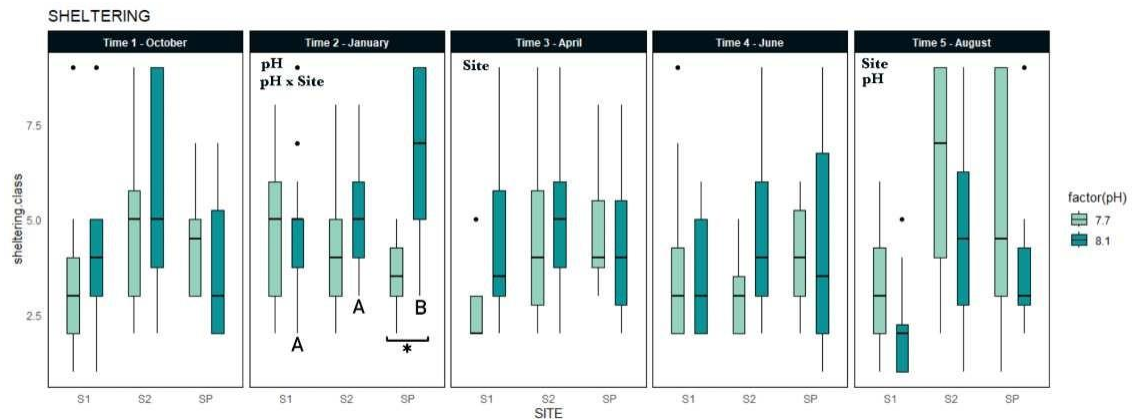 SHELTERING
Time 1 - October
Time 2 - January
Time 3 - April
Time 4 - June
Time 5 - August
pH
pH x Site
Site
Site
pH
7.5
5.0
2.5
sheltering.class
A
A
B
*
factor(pH)
7.7
8.1
S1 S2 SP
S1 S2 SP
S1 S2 SP
S1 S2 SP
S1 S2 SP
SITE